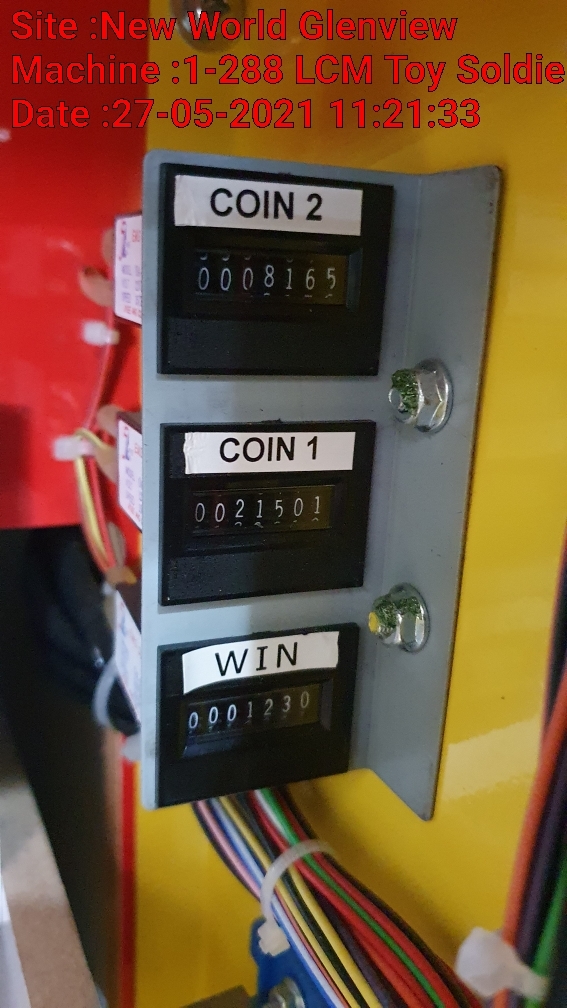 Site :New World Glenview
Machine :1-288 LCM Toy Soldie
Date :27-05-2021 11:21:33
COIN 2
0008165
COIN 1
0021501
WIN
0001230